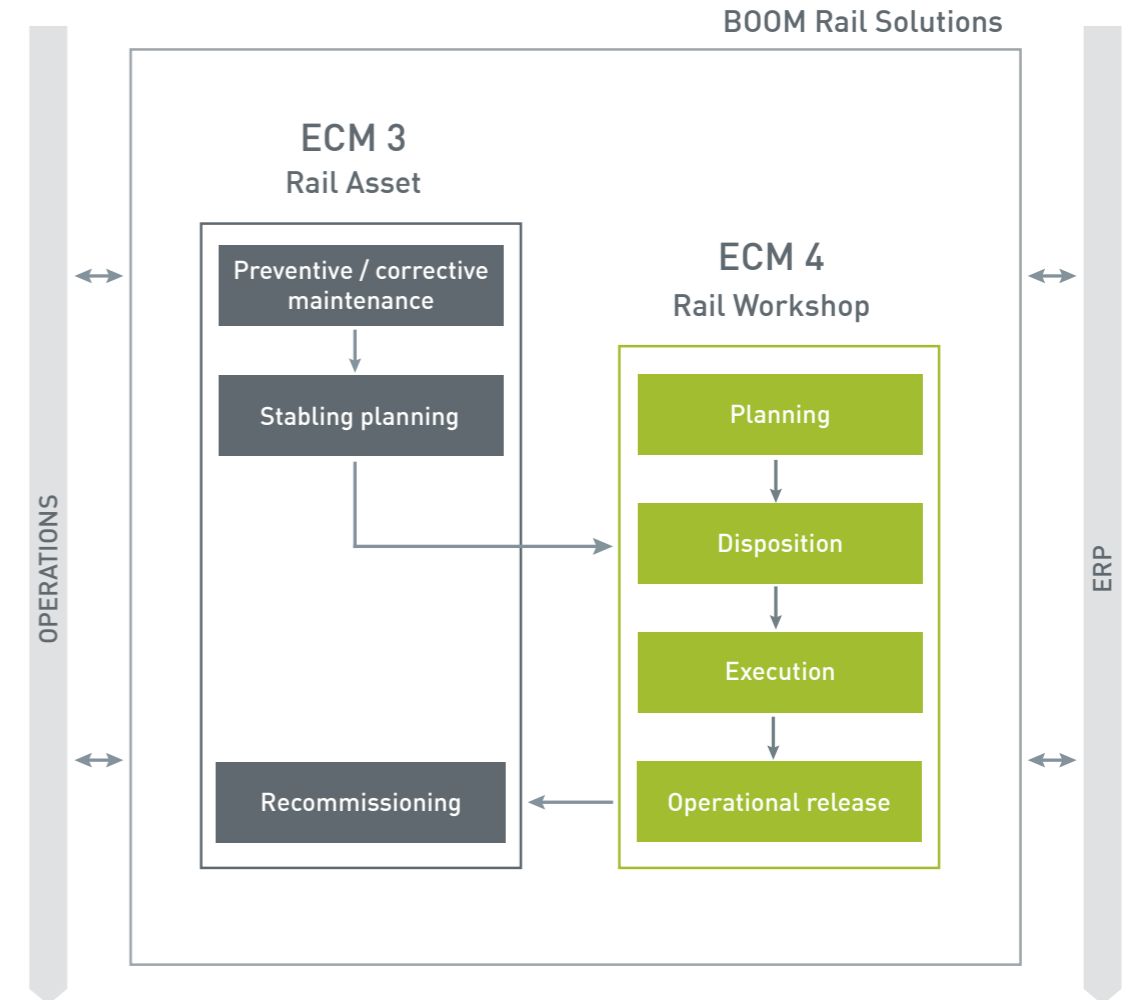 BOOM Rail Solutions
ECM 3
Rail Asset
Preventive / corrective
maintenance
Stabling planning
Recommissioning
ECM 4
Rail Workshop
Planning
Disposition
Execution
Operational release
OPERATIONS
ERP